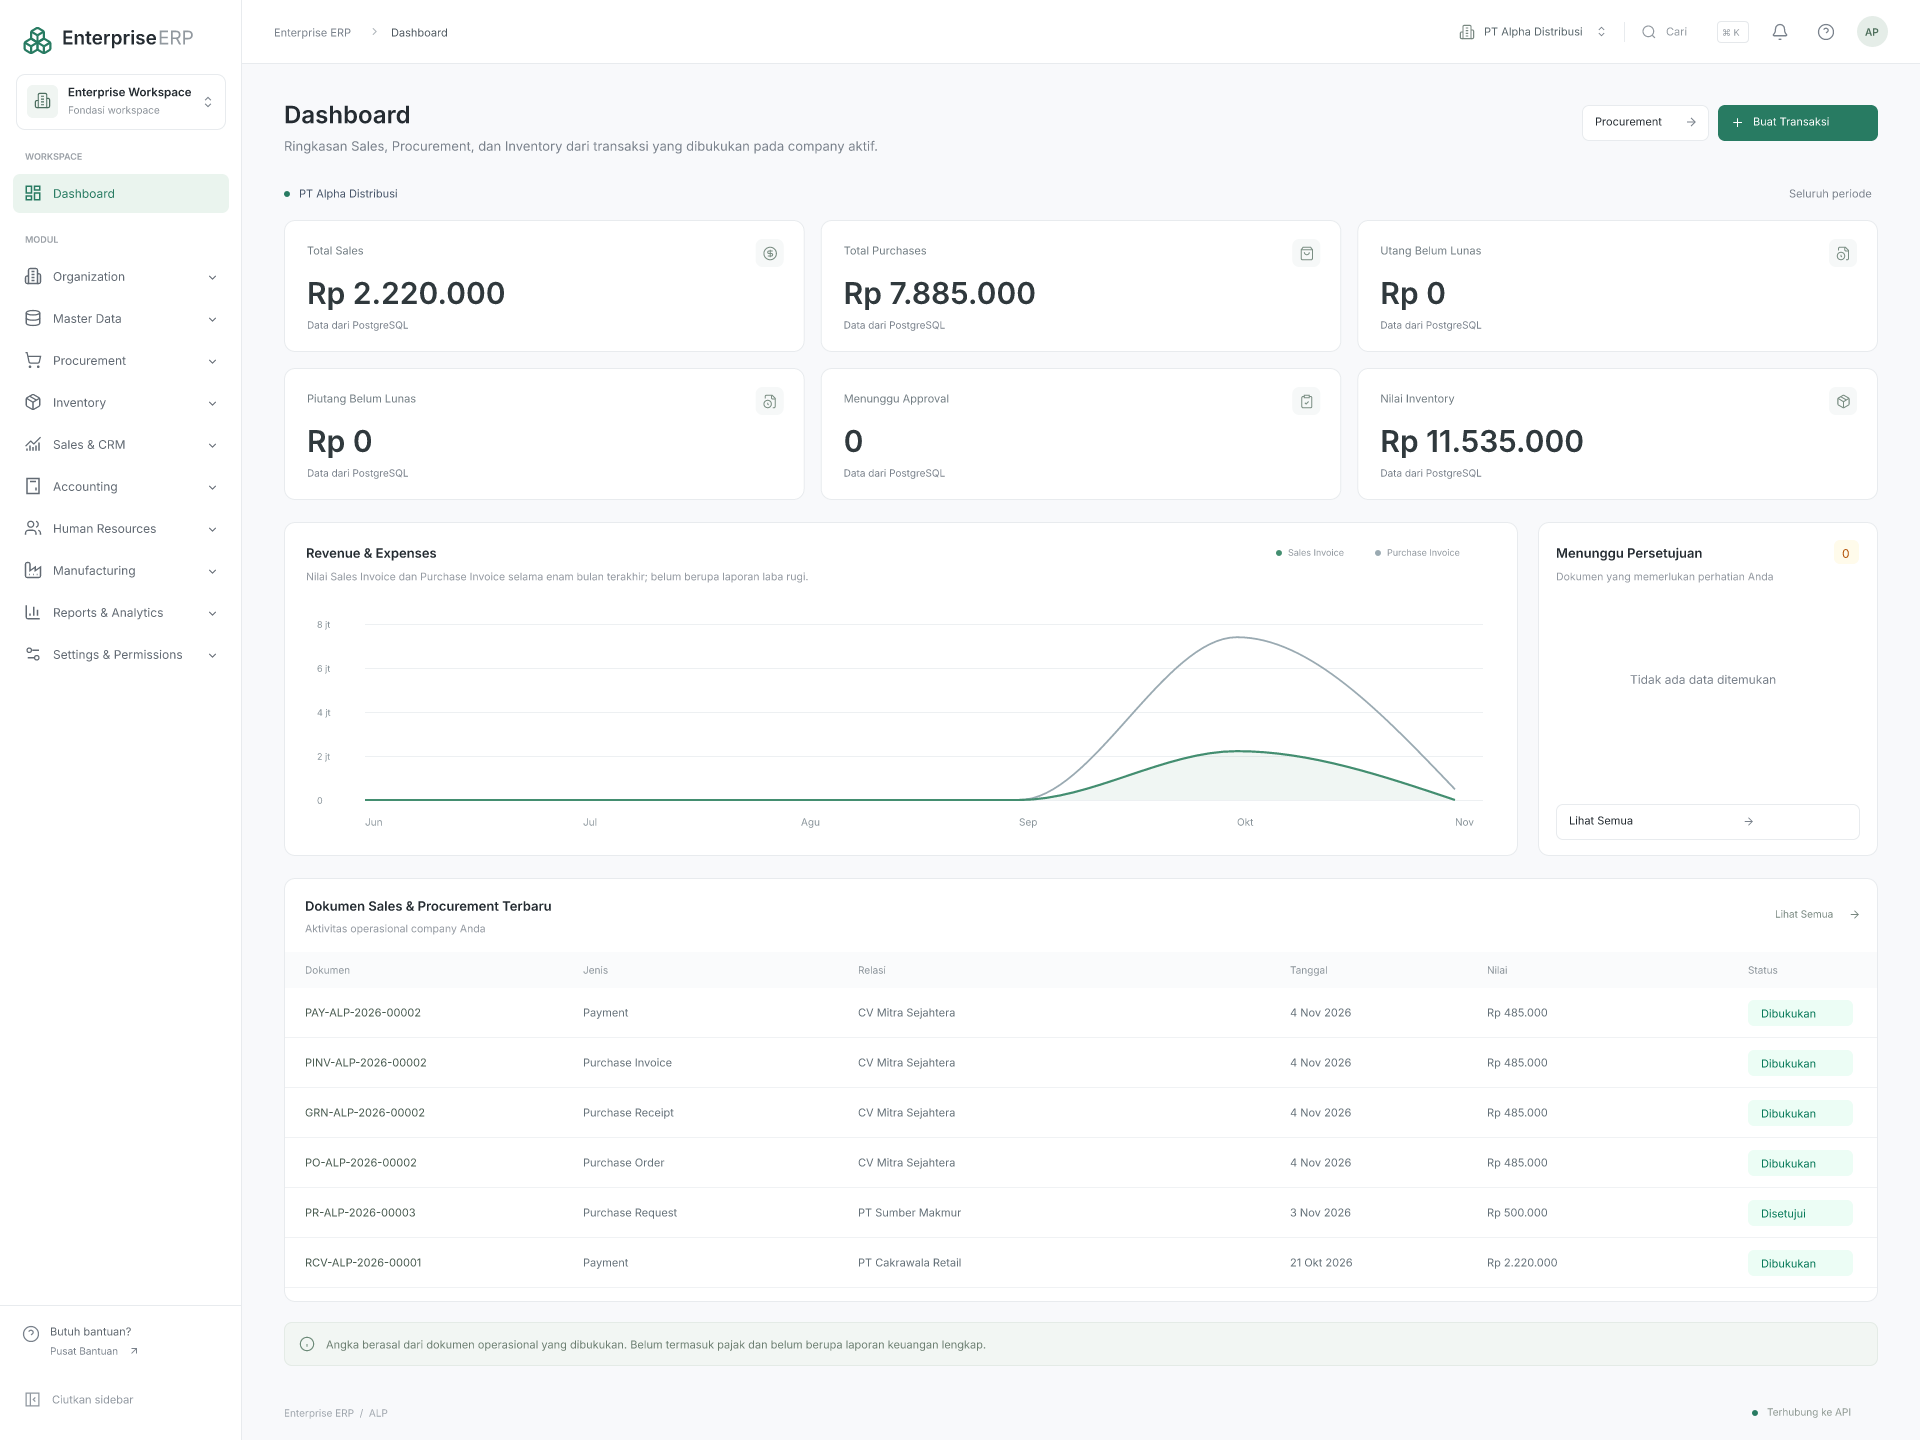 EnterpriseERP
Enterprise Workspace
Fondasi workspace
WORKSPACE
Dashboard
MODUL
Organization
Master Data
Procurement
Inventory
Sales & CRM
Accounting
Human Resources
Manufacturing
Reports & Analytics
Settings & Permissions
Butuh bantuan?
Pusat Bantuan
Ciutkan sidebar
Enterprise ERP Dashboard
PT Alpha Distribusi Cari ⌘ K AP
Dashboard
Ringkasan Sales, Procurement, dan Inventory dari transaksi yang dibukukan pada company aktif.
Procurement
Buat Transaksi
PT Alpha Distribusi
Seluruh periode
Total Sales
Rp 2.220.000
Data dari PostgreSQL
Total Purchases
Rp 7.885.000
Data dari PostgreSQL
Utang Belum Lunas
Rp 0
Data dari PostgreSQL
Piutang Belum Lunas
Rp 0
Data dari PostgreSQL
Menunggu Approval
0
Data dari PostgreSQL
Nilai Inventory
Rp 11.535.000
Data dari PostgreSQL
Revenue & Expenses
Sales Invoice Purchase Invoice
Nilai Sales Invoice dan Purchase Invoice selama enam bulan terakhir; belum berupa laporan laba rugi.
8 jt
6 jt
4 jt
2 jt
0
Jun Jul Agu Sep Okt Nov
Menunggu Persetujuan 0
Dokumen yang memerlukan perhatian Anda
Tidak ada data ditemukan
Lihat Semua
Dokumen Sales & Procurement Terbaru
Aktivitas operasional company Anda
Lihat Semua
Dokumen Jenis Relasi Tanggal Nilai Status
PAY-ALP-2026-00002 Payment CV Mitra Sejahtera 4 Nov 2026 Rp 485.000 Dibukukan
PINV-ALP-2026-00002 Purchase Invoice CV Mitra Sejahtera 4 Nov 2026 Rp 485.000 Dibukukan
GRN-ALP-2026-00002 Purchase Receipt CV Mitra Sejahtera 4 Nov 2026 Rp 485.000 Dibukukan
PO-ALP-2026-00002 Purchase Order CV Mitra Sejahtera 4 Nov 2026 Rp 485.000 Dibukukan
PR-ALP-2026-00003 Purchase Request PT Sumber Makmur 3 Nov 2026 Rp 500.000 Disetujui
RCV-ALP-2026-00001 Payment PT Cakrawala Retail 21 Okt 2026 Rp 2.220.000 Dibukukan
Angka berasal dari dokumen operasional yang dibukukan. Belum termasuk pajak dan belum berupa laporan keuangan lengkap.
Enterprise ERP / ALP
Terhubung ke API